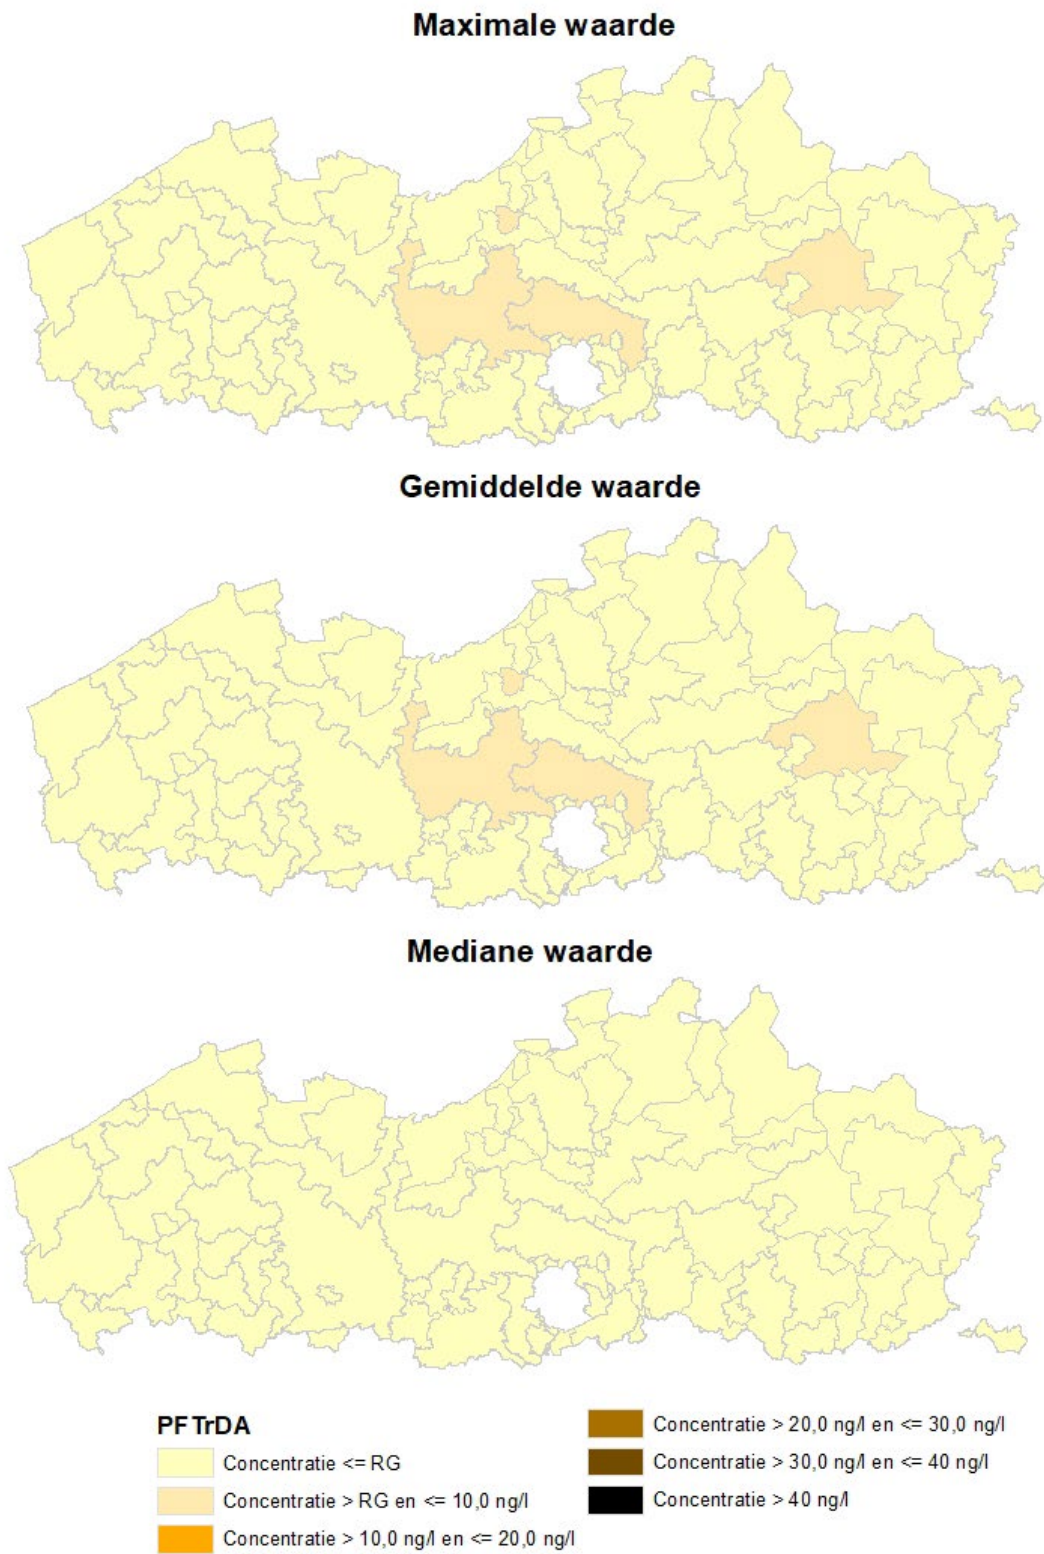 Maximale waarde
Gemiddelde waarde
Mediane waarde
PFTrDA
Concentratie <= RG
Concentratie > RG en <= 10,0 ng/l
Concentratie > 10,0 ng/l en <= 20,0 ng/l
Concentratie > 20,0 ng/l en <= 30,0 ng/l
Concentratie > 30,0 ng/l en <= 40 ng/l
Concentratie > 40 ng/l